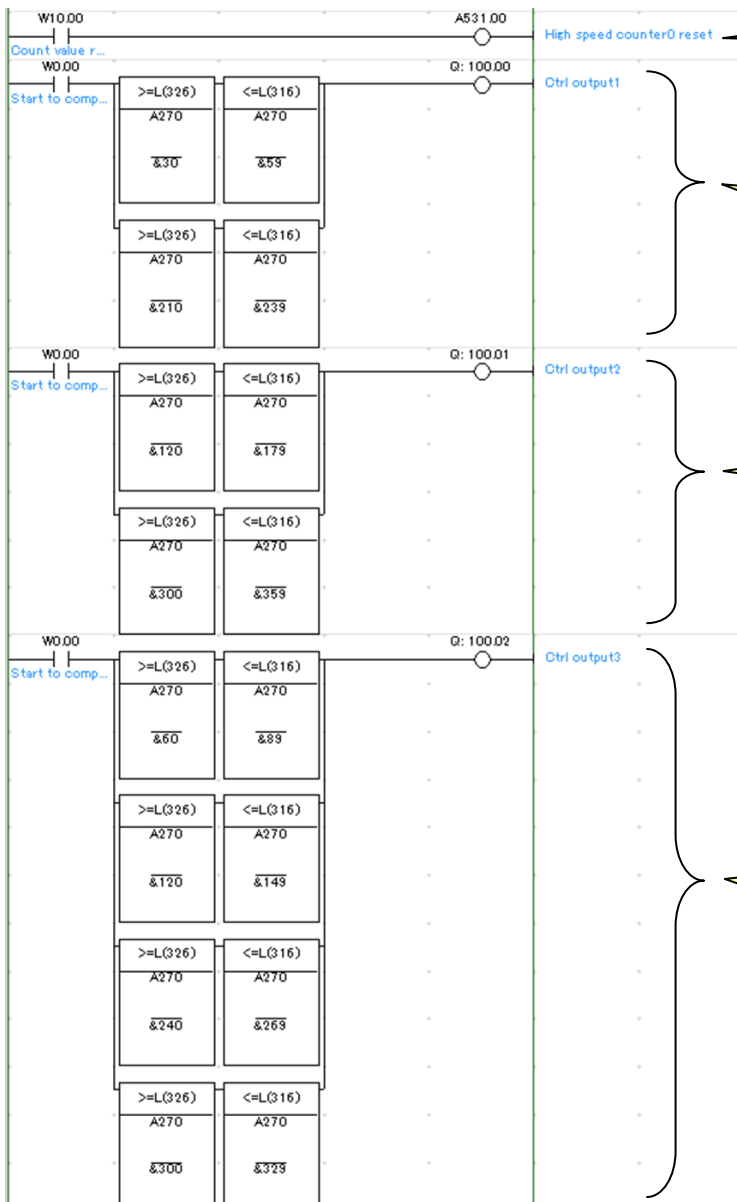 W10.00 A531.00
High speed counter0 reset
Count value r...
W0.00 Q: 100.00
Start to comp... Ctrl output1
>=L(326) <=L(316)
A270 A270
&30 &59
>=L(326) <=L(316)
A270 A270
&210 &239
W0.00 Q: 100.01
Start to comp... Ctrl output2
>=L(326) <=L(316)
A270 A270
&120 &179
>=L(326) <=L(316)
A270 A270
&300 &359
W0.00 Q: 100.02
Start to comp... Ctrl output3
>=L(326) <=L(316)
A270 A270
&60 &89
>=L(326) <=L(316)
A270 A270
&120 &149
>=L(326) <=L(316)
A270 A270
&240 &269
>=L(326) <=L(316)
A270 A270
&300 &329